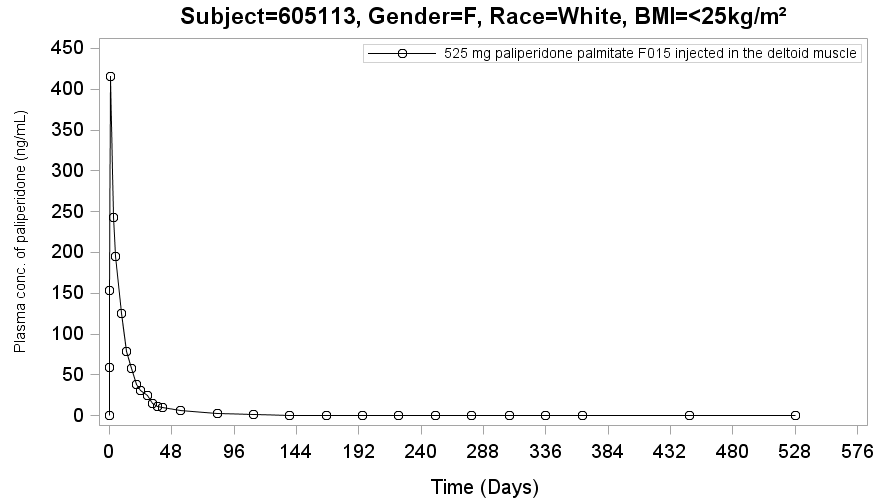 Subject=605113, Gender=F, Race=White, BMI=<25kg/m²
525 mg paliperidone palmitate F015 injected in the deltoid muscle
Plasma conc. of paliperidone (ng/mL)
450
400
350
300
250
200
150
100
50
0
0 48 96 144 192 240 288 336 384 432 480 528 576
Time (Days)